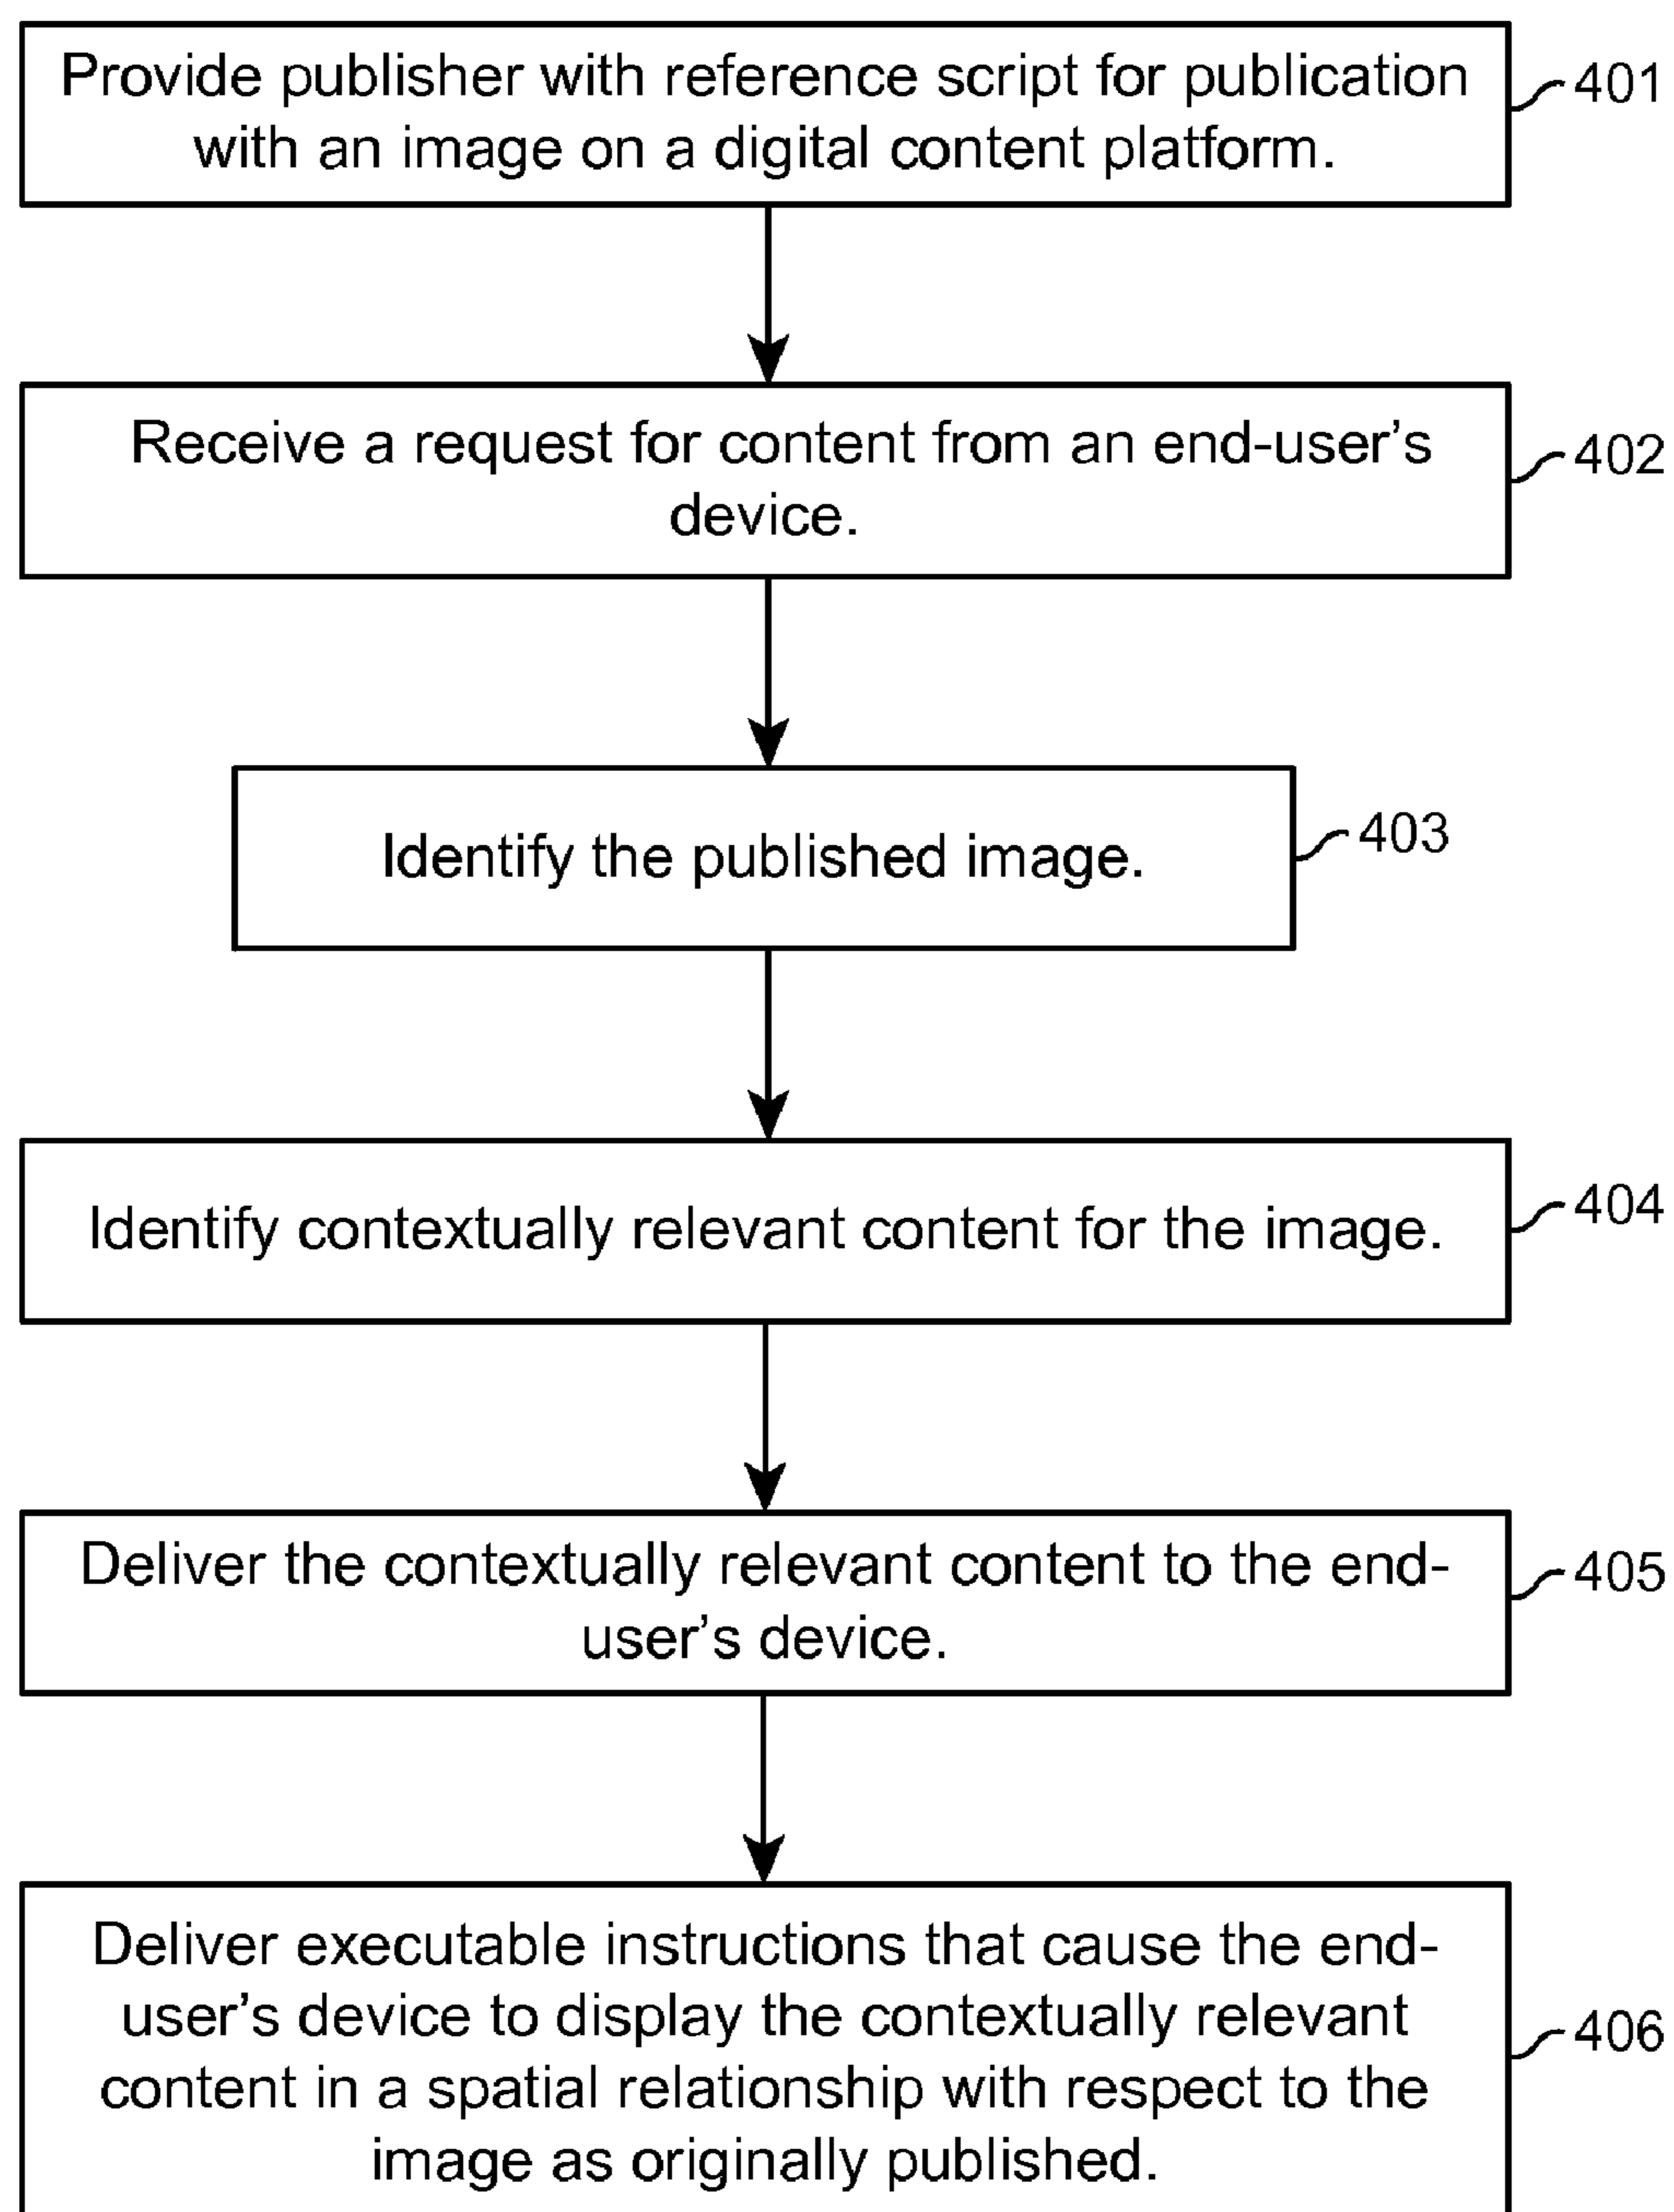 Provide publisher with reference script for publication
with an image on a digital content platform.
401
Receive a request for content from an end-user’s
device.
402
Identify the published image.
403
Identify contextually relevant content for the image.
404
Deliver the contextually relevant content to the end-
user’s device.
405
Deliver executable instructions that cause the end-
user’s device to display the contextually relevant
content in a spatial relationship with respect to the
image as originally published.
406